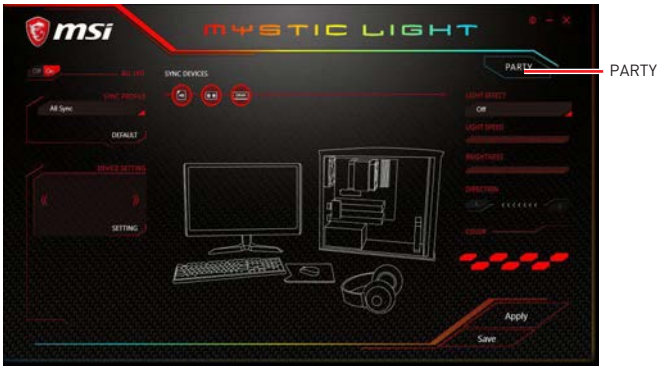 msi
MYSTIC LIGHT
PARTY
PARTY
Off On
ALL LED
SYNC DEVICES
SYNC PROFILE
All Sync
DEFAULT
LIGHT EFFECT
Off
LIGHT SPEED
BRIGHTNESS
DEVICE SETTING
DIRECTION
SETTING
COLOR
Apply
Save